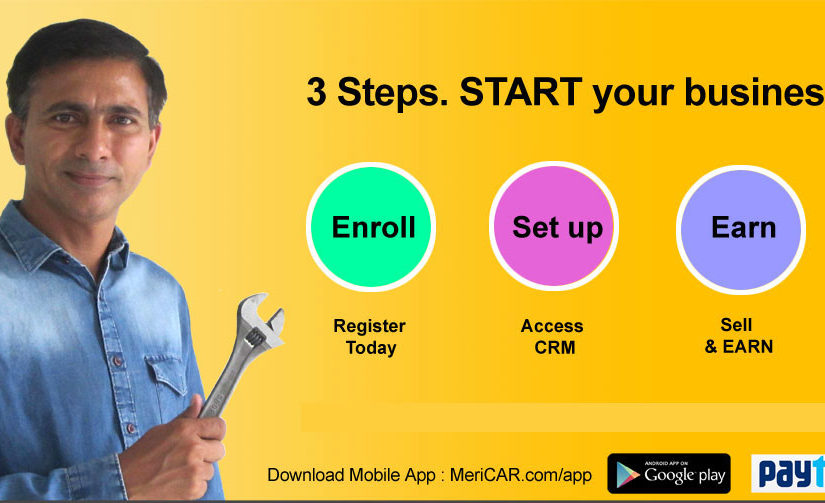 3 Steps. START your busines
Enroll
Set up
Earn
Register
Today
Access
CRM
Sell
& EARN
Download Mobile App : MeriCAR.com/app
ANDROID APP ON
Google play
payt